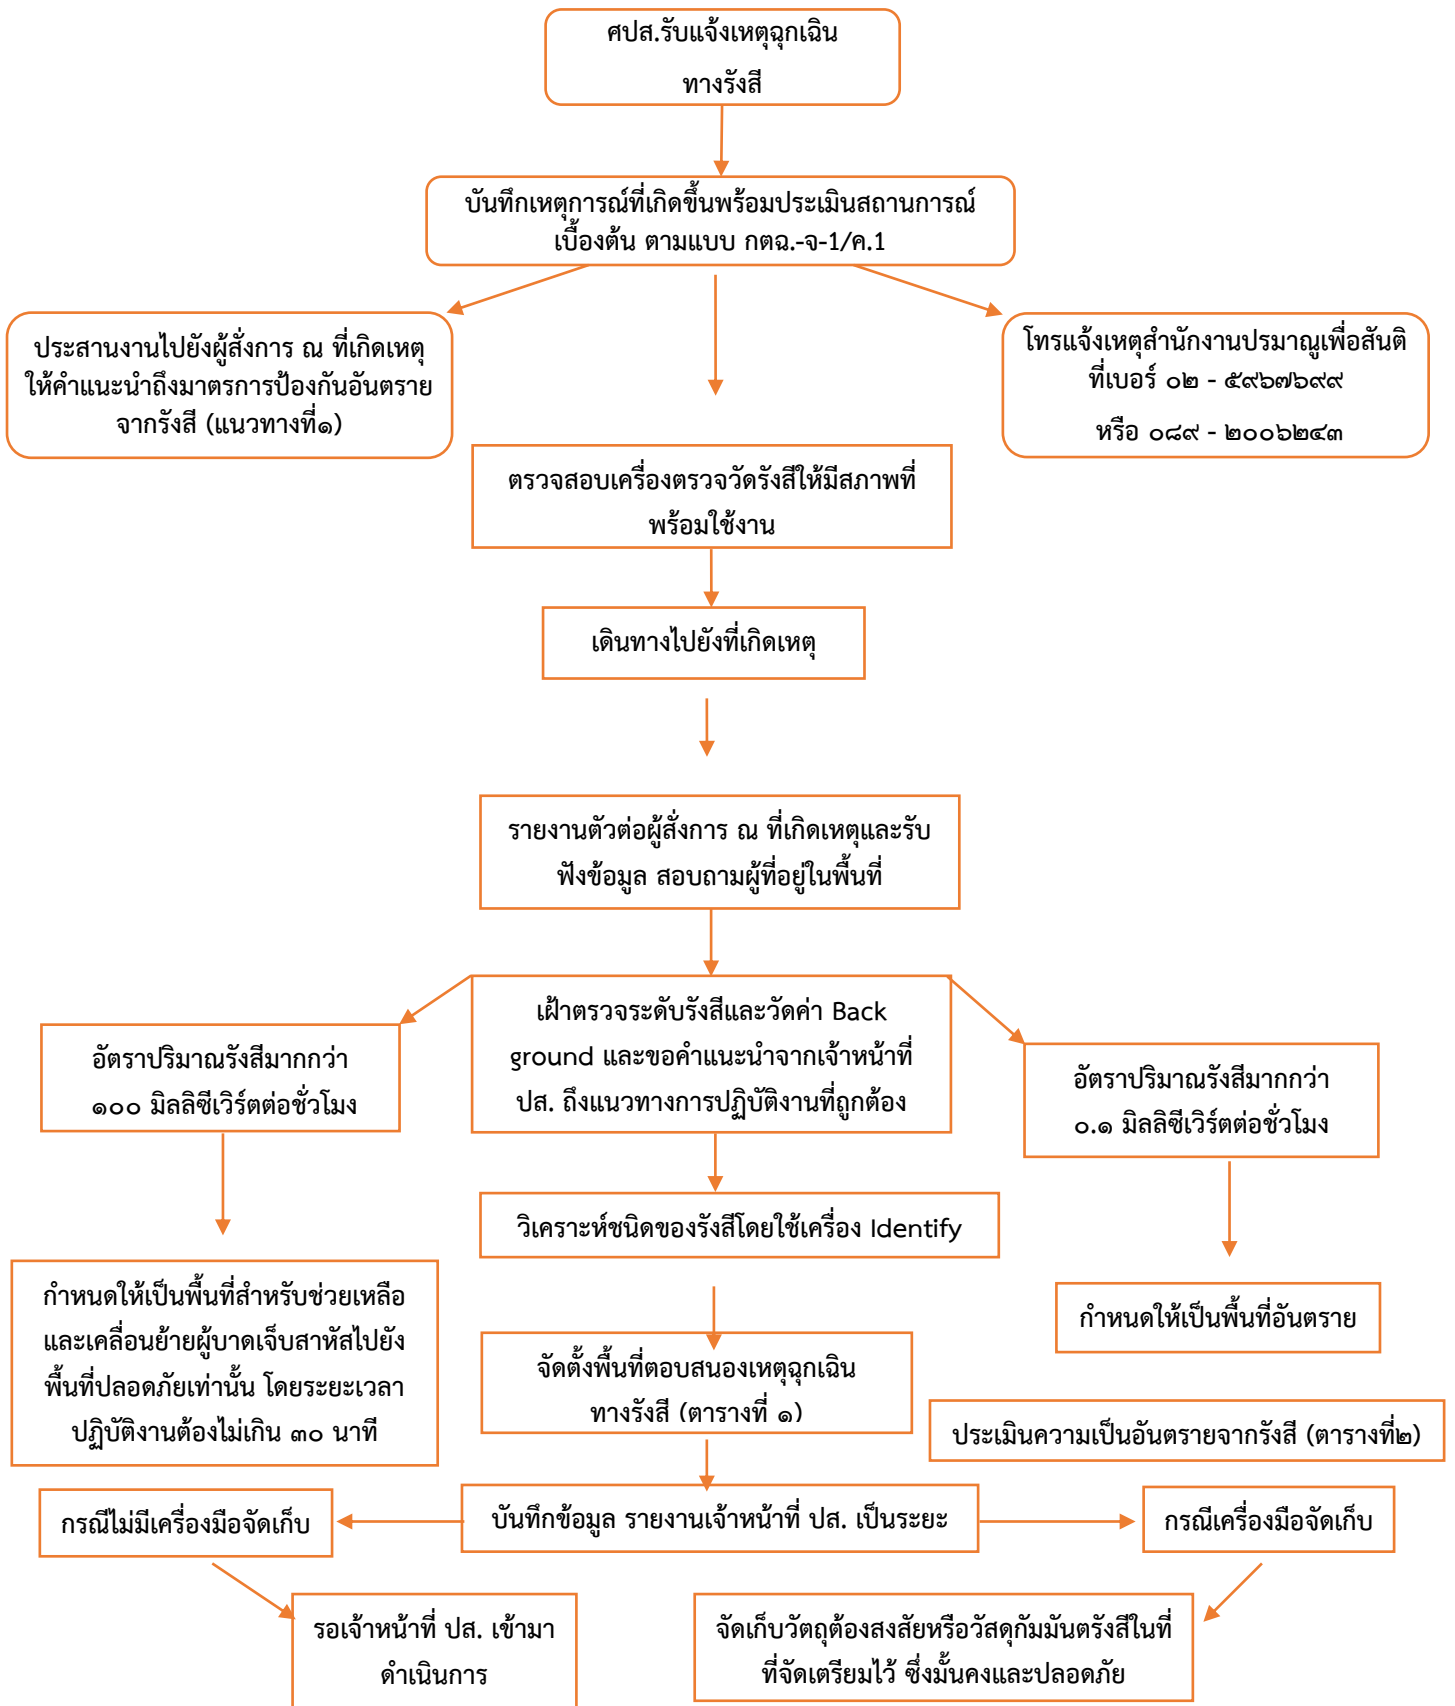 ศปส.รับแจ้งเหตุฉุกเฉิน
ทางรังสี
บันทึกเหตุการณ์ที่เกิดขึ้นพร้อมประเมินสถานการณ์
เบื้องต้น ตามแบบ กตฉ.-จ-1/ค.1
ประสานงานไปยังผู้สั่งการ ณ ที่เกิดเหตุ
ให้คำแนะนำถึงมาตรการป้องกันอันตราย
จากรังสี (แนวทางที่๑)
โทรแจ้งเหตุสำนักงานปรมาณูเพื่อสันติ
ที่เบอร์ ๐๒ - ๕๙๖๗๖๙๙
หรือ ๐๘๙ - ๒๐๐๖๒๔๓
ตรวจสอบเครื่องตรวจวัดรังสีให้มีสภาพที่
พร้อมใช้งาน
เดินทางไปยังที่เกิดเหตุ
รายงานตัวต่อผู้สั่งการ ณ ที่เกิดเหตุและรับ
ฟังข้อมูล สอบถามผู้ที่อยู่ในพื้นที่
เฝ้าตรวจระดับรังสีและวัดค่า Back
ground และขอคำแนะนำจากเจ้าหน้าที่
ปส. ถึงแนวทางการปฏิบัติงานที่ถูกต้อง
อัตราปริมาณรังสีมากกว่า
๑๐๐ มิลลิซีเวิร์ตต่อชั่วโมง
อัตราปริมาณรังสีมากกว่า
๐.๑ มิลลิซีเวิร์ตต่อชั่วโมง
วิเคราะห์ชนิดของรังสีโดยใช้เครื่อง Identify
กำหนดให้เป็นพื้นที่สำหรับช่วยเหลือ
และเคลื่อนย้ายผู้บาดเจ็บสาหัสไปยัง
พื้นที่ปลอดภัยเท่านั้น โดยระยะเวลา
ปฏิบัติงานต้องไม่เกิน ๓๐ นาที
กำหนดให้เป็นพื้นที่อันตราย
จัดตั้งพื้นที่ตอบสนองเหตุฉุกเฉิน
ทางรังสี (ตารางที่ ๑)
ประเมินความเป็นอันตรายจากรังสี (ตารางที่๒)
กรณีไม่มีเครื่องมือจัดเก็บ
บันทึกข้อมูล รายงานเจ้าหน้าที่ ปส. เป็นระยะ
กรณีเครื่องมือจัดเก็บ
รอเจ้าหน้าที่ ปส. เข้ามา
ดำเนินการ
จัดเก็บวัตถุต้องสงสัยหรือวัสดุกัมมันตรังสีในที่
ที่จัดเตรียมไว้ ซึ่งมั้นคงและปลอดภัย